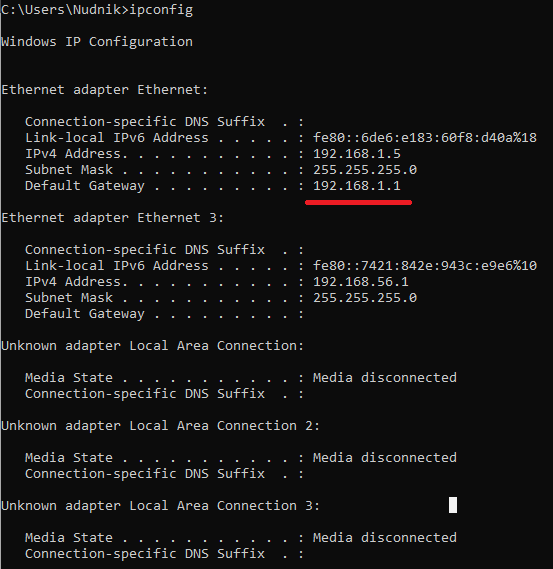 C:\Users\Nudnik>ipconfig
Windows IP Configuration
Ethernet adapter Ethernet:
Connection-specific DNS Suffix  . :
Link-local IPv6 Address . . . . . : fe80::6de6:e183:60f8:d40a%18
IPv4 Address. . . . . . . . . . . : 192.168.1.5
Subnet Mask . . . . . . . . . . . : 255.255.255.0
Default Gateway . . . . . . . . . : 192.168.1.1
Ethernet adapter Ethernet 3:
Connection-specific DNS Suffix  . :
Link-local IPv6 Address . . . . . : fe80::7421:842e:943c:e9e6%10
IPv4 Address. . . . . . . . . . . : 192.168.56.1
Subnet Mask . . . . . . . . . . . : 255.255.255.0
Default Gateway . . . . . . . . . :
Unknown adapter Local Area Connection:
Media State . . . . . . . . . . . : Media disconnected
Connection-specific DNS Suffix  . :
Unknown adapter Local Area Connection 2:
Media State . . . . . . . . . . . : Media disconnected
Connection-specific DNS Suffix  . :
Unknown adapter Local Area Connection 3:
Media State . . . . . . . . . . . : Media disconnected
Connection-specific DNS Suffix  . :